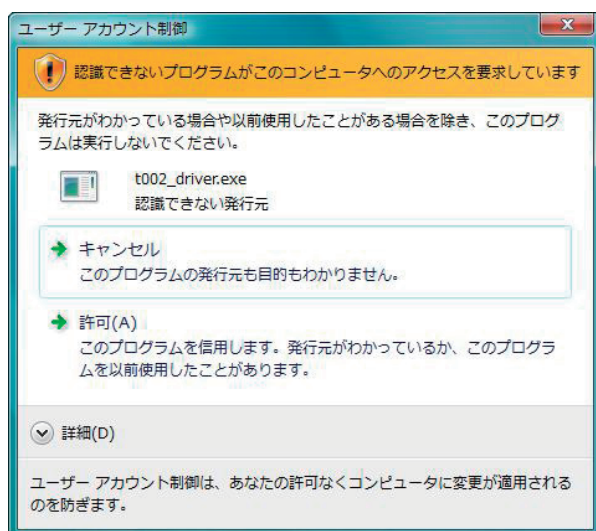 ユーザー アカウント制御
認識できないプログラムがこのコンピュータへのアクセスを要求しています
発行元がわかっている場合や以前使用したことがある場合を除き、このプログ
ラムは実行しないでください。
t002_driver.exe
認識できない発行元
キャンセル
このプログラムの発行元も目的もわかりません。
許可(A)
このプログラムを信用します。発行元がわかっているか、このプログラ
ムを以前使用したことがあります。
詳細(D)
ユーザー アカウント制御は、あなたの許可なくコンピュータに変更が適用される
のを防ぎます。